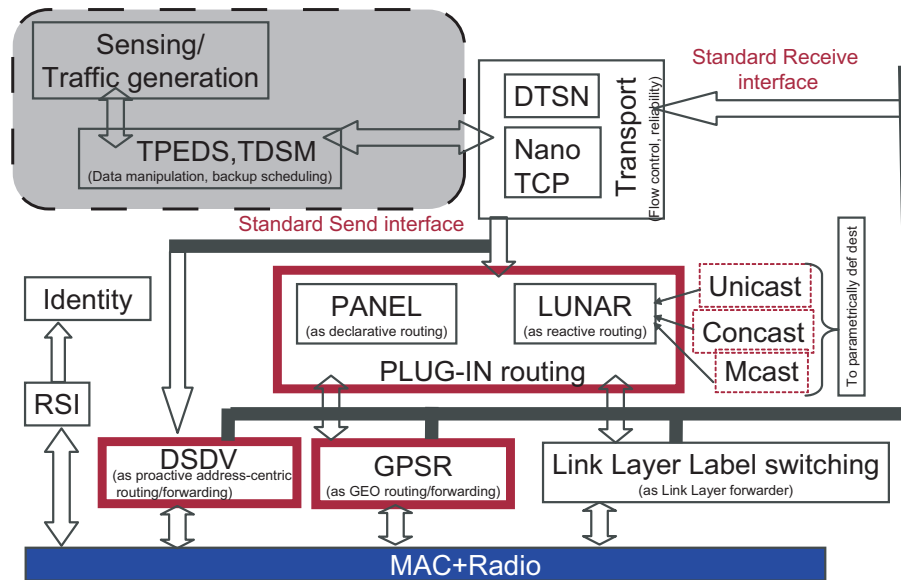 Sensing/
Traffic generation
TPEDS,TDSM
(Data manipulation, backup scheduling)
DTSN
Nano
TCP
Transport
(Flow control, reliability)
Standard Receive
interface
Standard Send interface
Identity
RSI
PANEL
(as declarative routing)
LUNAR
(as reactive routing)
PLUG-IN routing
Unicast
Concast
Mcast
To parametrically def dest
DSDV
(as proactive address-centric
routing/forwarding)
GPSR
(as GEO routing/forwarding)
Link Layer Label switching
(as Link Layer forwarder)
MAC+Radio